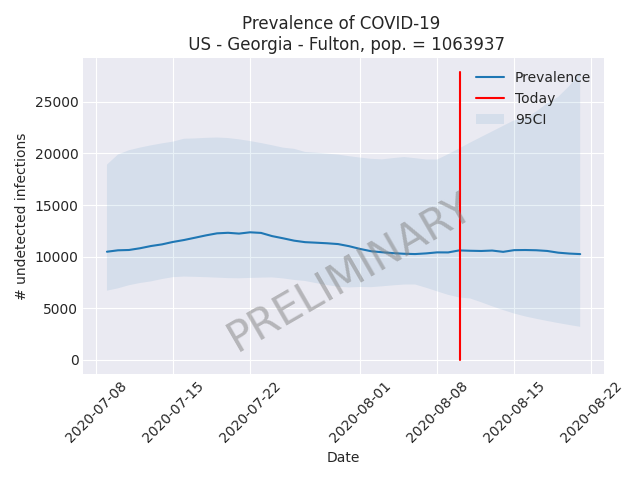 Prevalence of COVID-19
US - Georgia - Fulton, pop. = 1063937
Prevalence
Today
95CI
# undetected infections
25000
20000
15000
10000
5000
0
PRELIMINARY
2020-07-08
2020-07-15
2020-07-22
2020-08-01
2020-08-08
2020-08-15
2020-08-22
Date